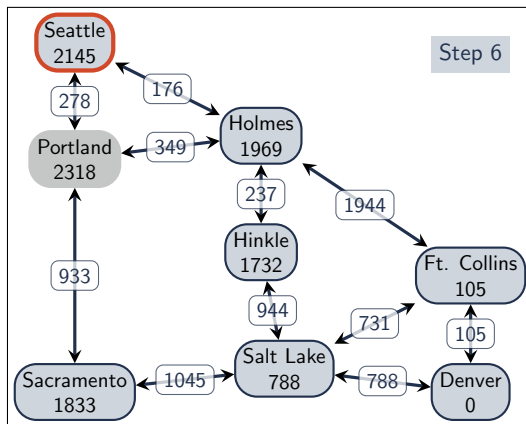 Seattle
2145
Step 6
278
176
Holmes
1969
Portland
2318
349
237
1944
Hinkle
1732
Ft. Collins
105
933
944
731
105
Salt Lake
788
Sacramento
1833
1045
788
Denver
0